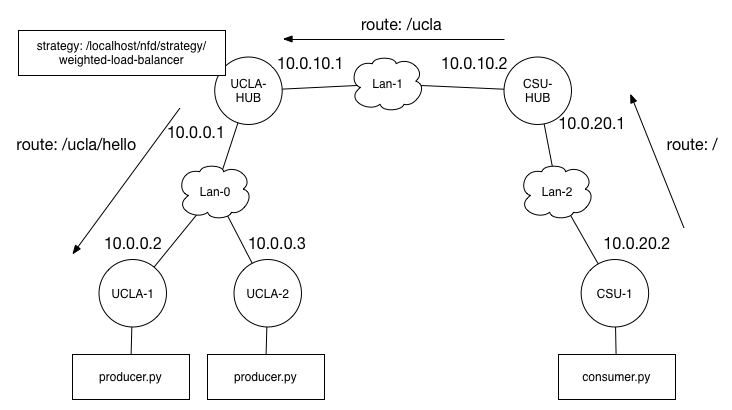 route: /ucla
strategy: /localhost/nfd/strategy/
weighted-load-balancer
10.0.10.1
10.0.10.2
UCLA-
HUB
Lan-1
CSU-
HUB
10.0.0.1
10.0.20.1
route: /ucla/hello
route: /
Lan-0
Lan-2
10.0.0.2
10.0.0.3
10.0.20.2
UCLA-1
UCLA-2
CSU-1
producer.py
producer.py
consumer.py